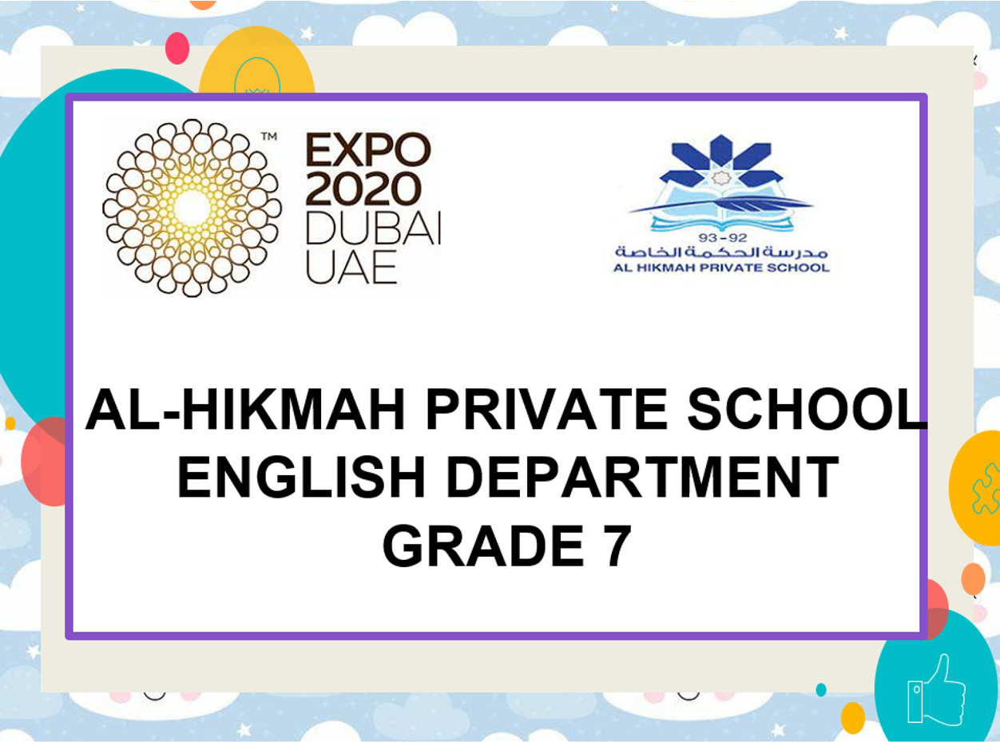 TM
EXPO
2020
DUBAI
UAE
93-92
مدرسة الحكمة الخاصة
AL HIKMAH PRIVATE SCHOOL
AL-HIKMAH PRIVATE SCHOOL
ENGLISH DEPARTMENT
GRADE 7